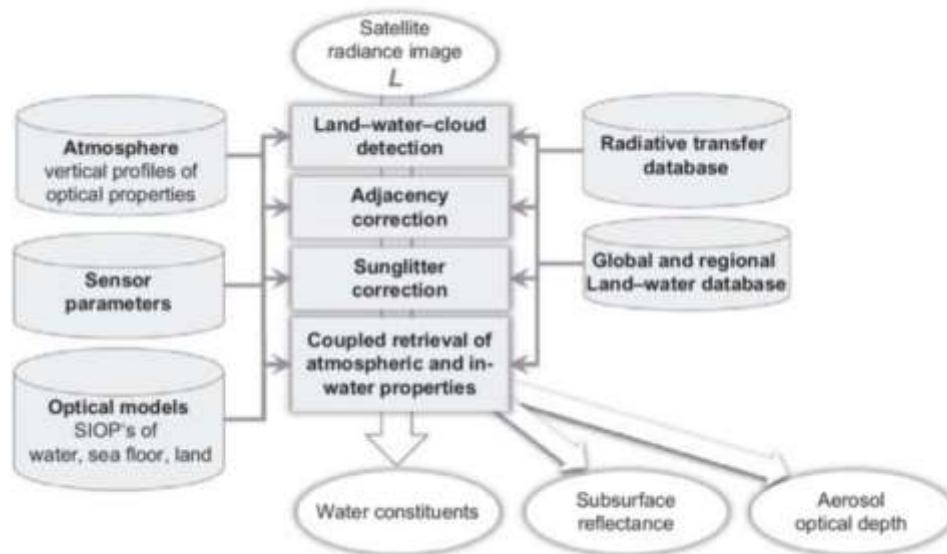 Satellite
radiance image
L
Land–water–cloud
detection
Atmosphere
vertical profiles of
optical properties
Radiative transfer
database
Adjacency
correction
Sensor
parameters
Sunglitter
correction
Global and regional
Land–water database
Coupled retrieval of
atmospheric and in-
water properties
Optical models
SIOP's of
water, sea floor, land
Water constituents
Subsurface
reflectance
Aerosol
optical depth